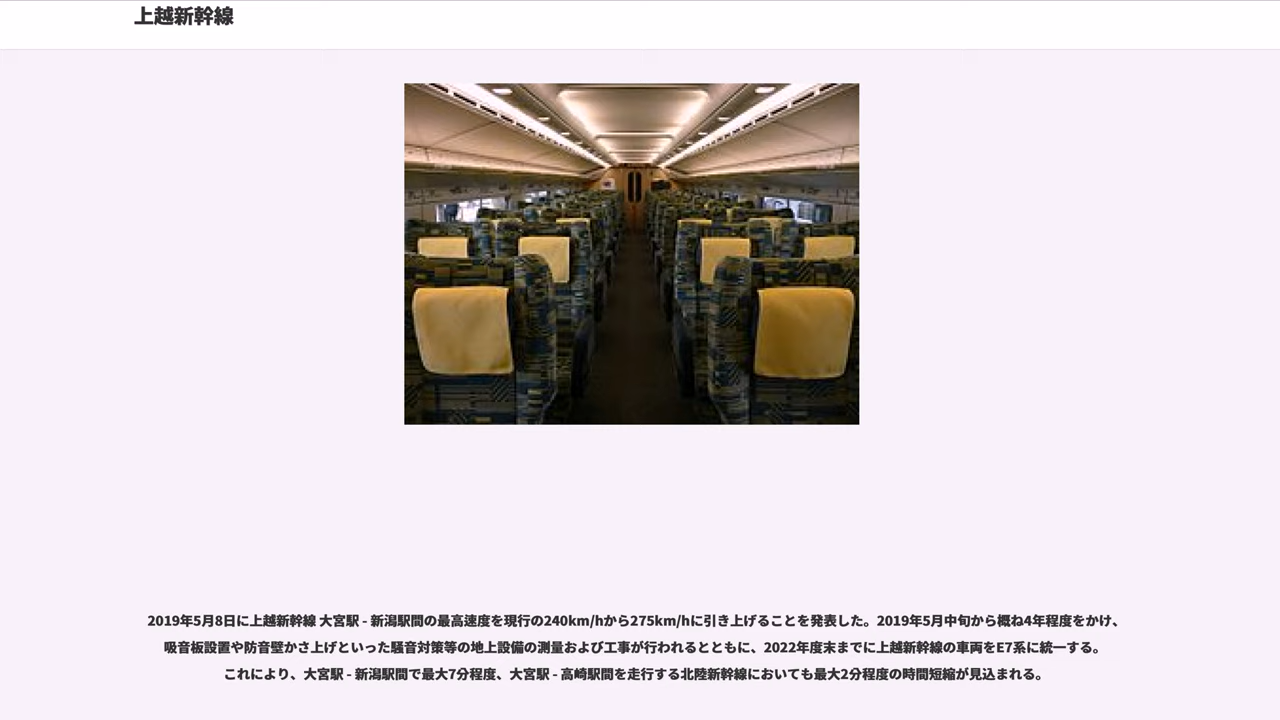 上越新幹線
2019年5月8日に上越新幹線 大宮駅 - 新潟駅間の最高速度を現行の240km/hから275km/hに引き上げることを発表した。2019年5月中旬から概ね4年程度をかけ、
吸音板設置や防音壁かさ上げといった騒音対策等の地上設備の測量および工事が行われるとともに、2022年度末までに上越新幹線の車両をE7系に統一する。
これにより、大宮駅 - 新潟駅間で最大7分程度、大宮駅 - 高崎駅間を走行する北陸新幹線においても最大2分程度の時間短縮が見込まれる。